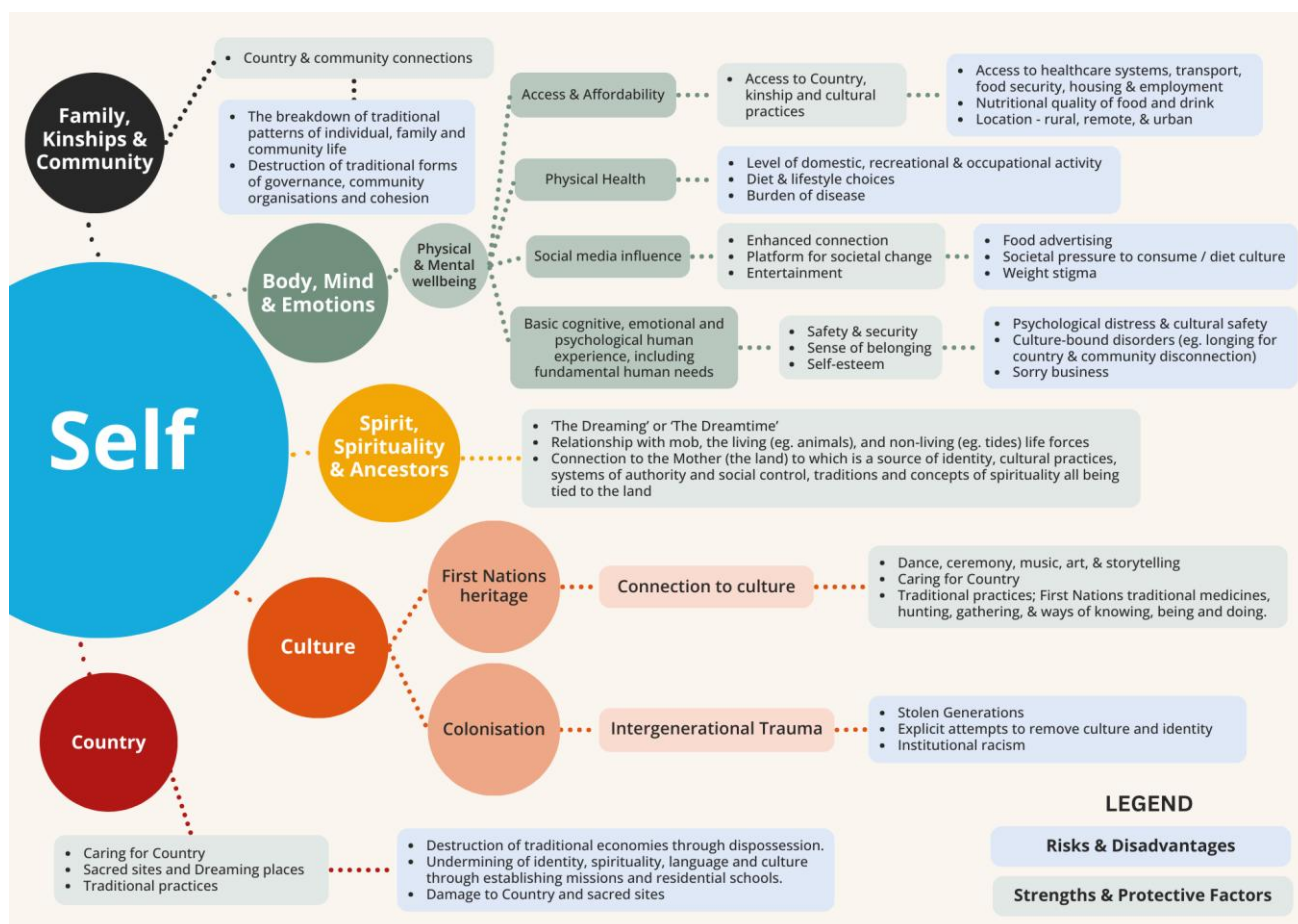 Family,
Kinships &
Community
• Country & community connections
• The breakdown of traditional
patterns of individual, family and
community life
• Destruction of traditional forms
of governance, community
organisations and cohesion
Body, Mind
& Emotions
Physical
& Mental
wellbeing
Access & Affordability
• Access to Country,
kinship and cultural
practices
• Access to healthcare systems, transport,
food security, housing & employment
• Nutritional quality of food and drink
• Location - rural, remote, & urban
Physical Health
• Level of domestic, recreational & occupational activity
• Diet & lifestyle choices
• Burden of disease
Social media influence
• Enhanced connection
• Platform for societal change
• Entertainment
• Food advertising
• Societal pressure to consume / diet culture
• Weight stigma
Basic cognitive, emotional and
psychological human
experience, including
fundamental human needs
• Safety & security
• Sense of belonging
• Self-esteem
• Psychological distress & cultural safety
• Culture-bound disorders (eg. longing for
country & community disconnection)
• Sorry business
Self
Spirit,
Spirituality
& Ancestors
• ‘The Dreaming’ or ‘The Dreamtime’
• Relationship with mob, the living (eg. animals), and non-living (eg. tides) life forces
• Connection to the Mother (the land) to which is a source of identity, cultural practices,
systems of authority and social control, traditions and concepts of spirituality all being
tied to the land
Culture
First Nations
heritage
Connection to culture
• Dance, ceremony, music, art, & storytelling
• Caring for Country
• Traditional practices; First Nations traditional medicines,
hunting, gathering, & ways of knowing, being and doing.
Colonisation
Intergenerational Trauma
• Stolen Generations
• Explicit attempts to remove culture and identity
• Institutional racism
Country
• Caring for Country
• Sacred sites and Dreaming places
• Traditional practices
• Destruction of traditional economies through dispossession.
• Undermining of identity, spirituality, language and culture
through establishing missions and residential schools.
• Damage to Country and sacred sites
LEGEND
Risks & Disadvantages
Strengths & Protective Factors